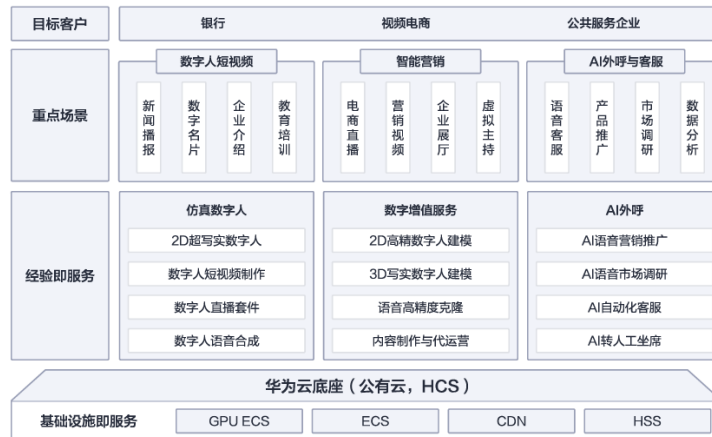 目标客户
银行
视频电商
公共服务企业
重点场景
数字人短视频
新闻播报
数字名片
企业介绍
教育培训
智能营销
电商直播
营销视频
企业展厅
虚拟主持
AI外呼与客服
语音客服
产品推广
市场调研
数据分析
经验即服务
仿真数字人
2D超写实数字人
数字人短视频制作
数字人直播套件
数字人语音合成
数字增值服务
2D高精数字人建模
3D写实数字人建模
语音高精度克隆
内容制作与代运营
AI外呼
AI语音营销推广
AI语音市场调研
AI自动化客服
AI转人工坐席
华为云底座（公有云，HCS）
基础设施即服务
GPU ECS
ECS
CDN
HSS